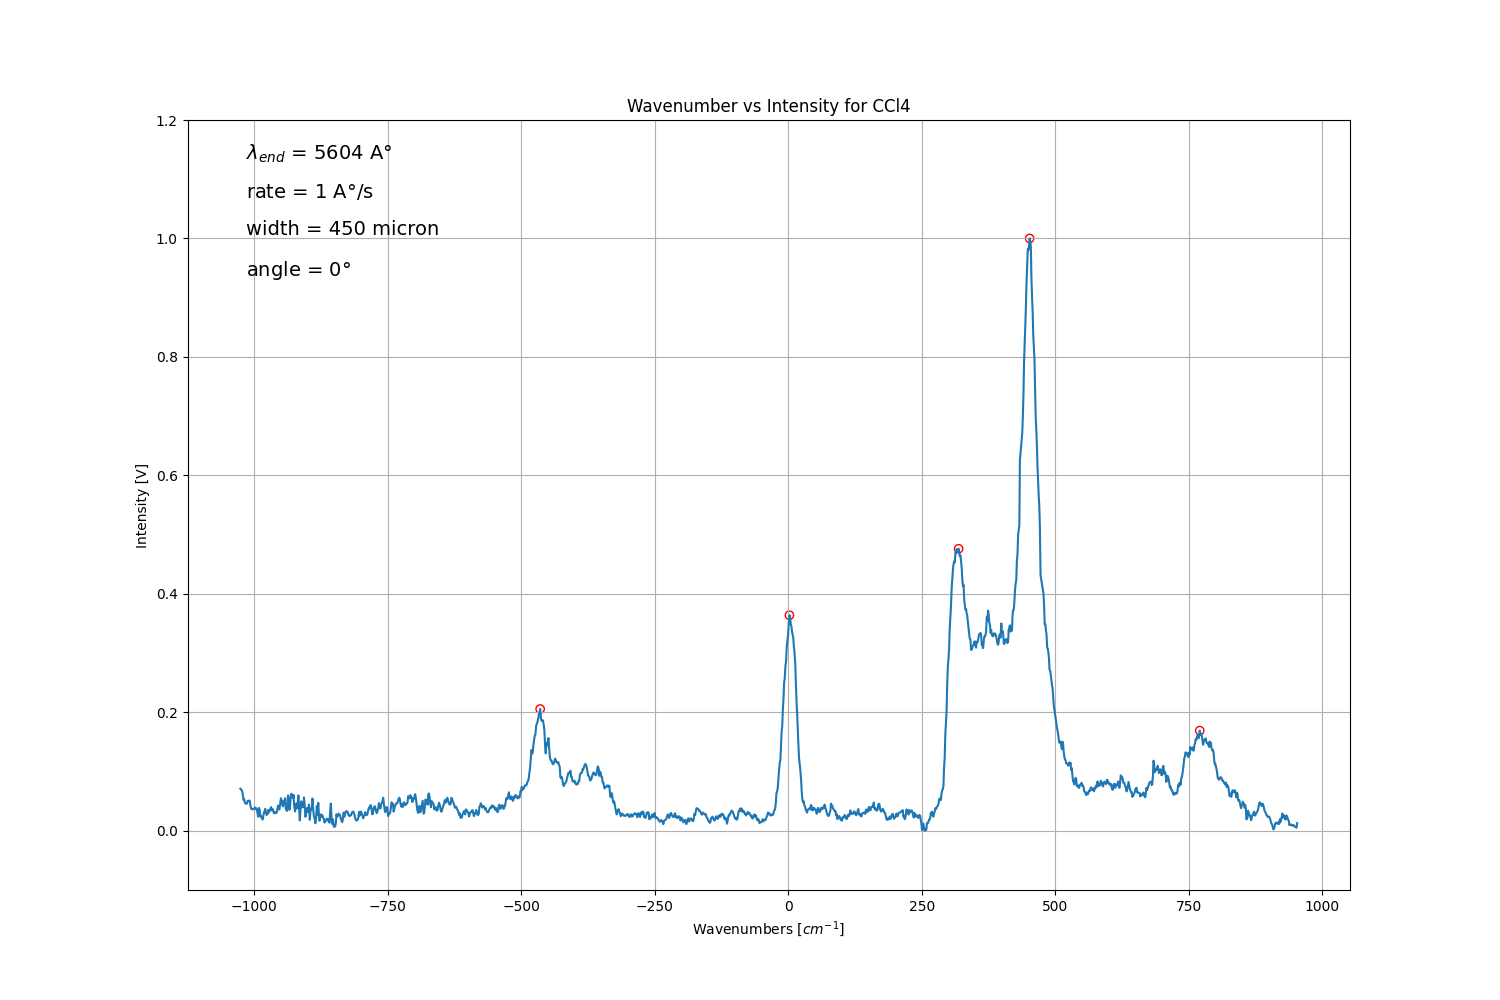 Wavenumber vs Intensity for CCl4
λend = 5604 A°
rate = 1 A°/s
width = 450 micron
angle = 0°
1.2
1.0
0.8
0.6
0.4
0.2
0.0
Intensity [V]
−1000 −750 −500 −250 0 250 500 750 1000
Wavenumbers [cm−1]